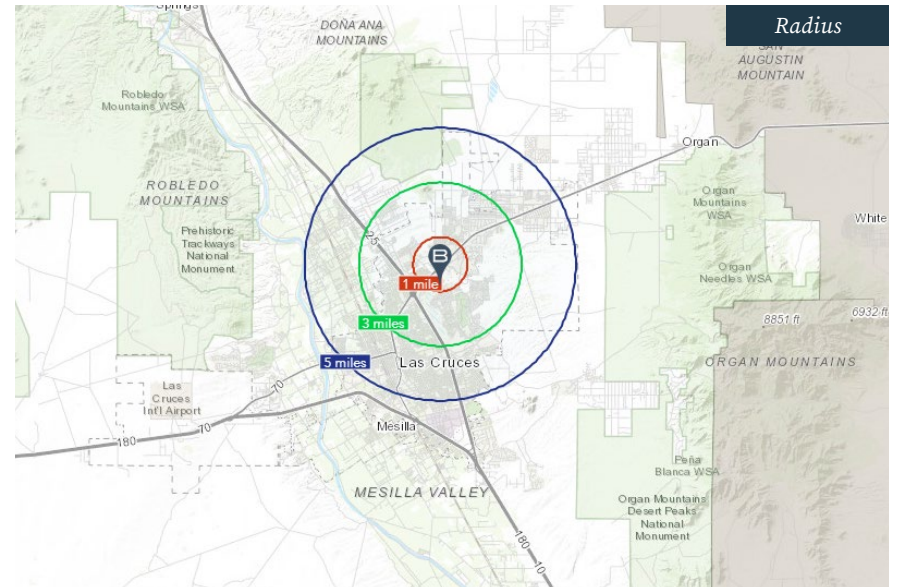 Springs
DOÑA ANA
MOUNTAINS
Radius
SAN
AUGUSTIN
MOUNTAIN
Robledo
Mountains WSA
Organ
ROBLEDO
MOUNTAINS
Organ
Mountains
WSA
White
Prehistoric
Trackways
National
Monument
25
B
1 mile
Organ
Needles WSA
3 miles
8851 ft
6932 ft
5 miles
Las Cruces
ORGAN MOUNTAINS
70
Las
Cruces
Int'l Airport
70
180
Mesilla
Peña
Blanca WSA
MESILLA VALLEY
Organ Mountains
Desert Peaks
National
Monument
180
10